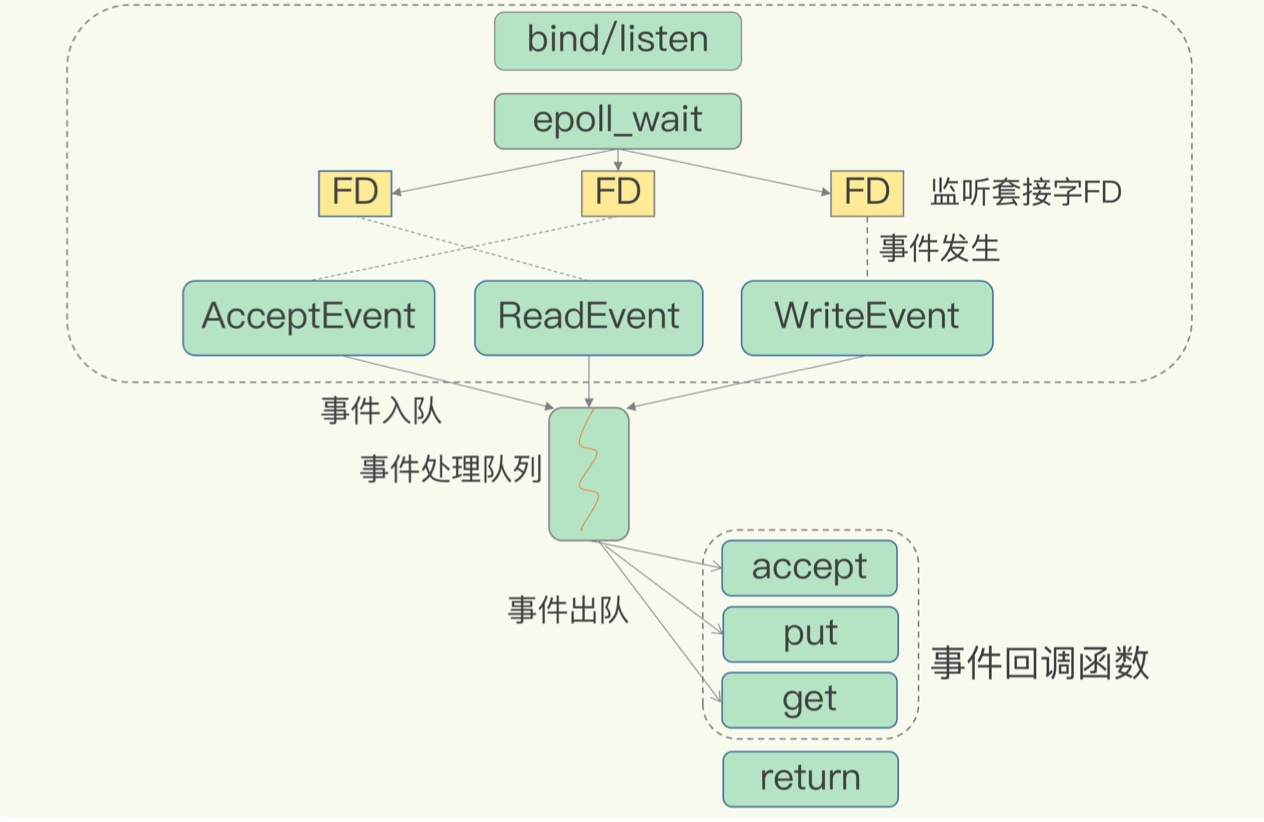 bind/listen
epoll_wait
FD
FD
FD
监听套接字FD
事件发生
AcceptEvent
ReadEvent
WriteEvent
事件入队
事件处理队列
事件出队
accept
put
get
事件回调函数
return